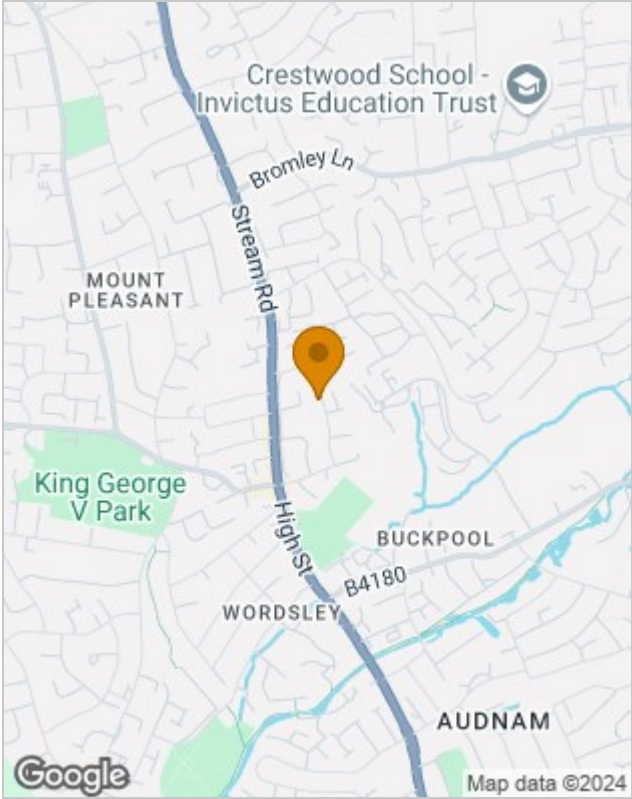 Crestwood School -
Invictus Education Trust
Bromley Ln
Stream Rd
MOUNT
PLEASANT
King George
V Park
High St
BUCKPOOL
B4180
WORDSLEY
AUDNAM
Google
Map data ©2024